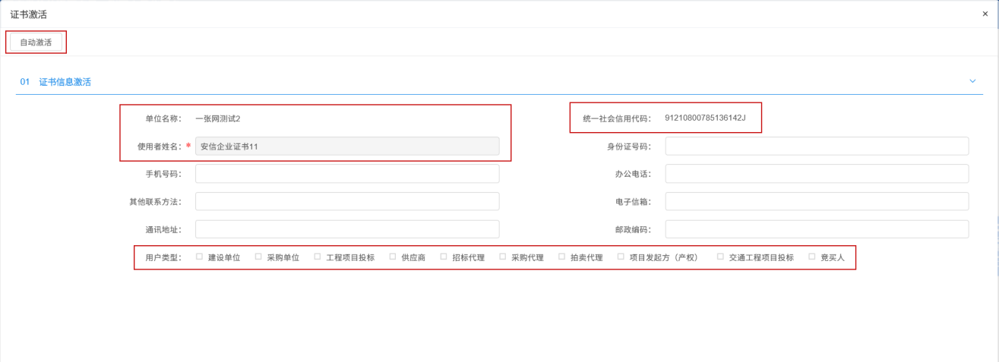 证书激活 ×
自动激活
01 证书信息激活
单位名称： 一张网测试2 统一社会信用代码： 91210800785136142J
使用者姓名：* 安信企业证书11 身份证号码：
手机号码： 办公电话：
其他联系方法： 电子信箱：
通讯地址： 邮政编码：
用户类型： 建设单位 采购单位 工程项目投标 供应商 招标代理 采购代理 拍卖代理 项目发起方（产权） 交通工程项目投标 竞买人